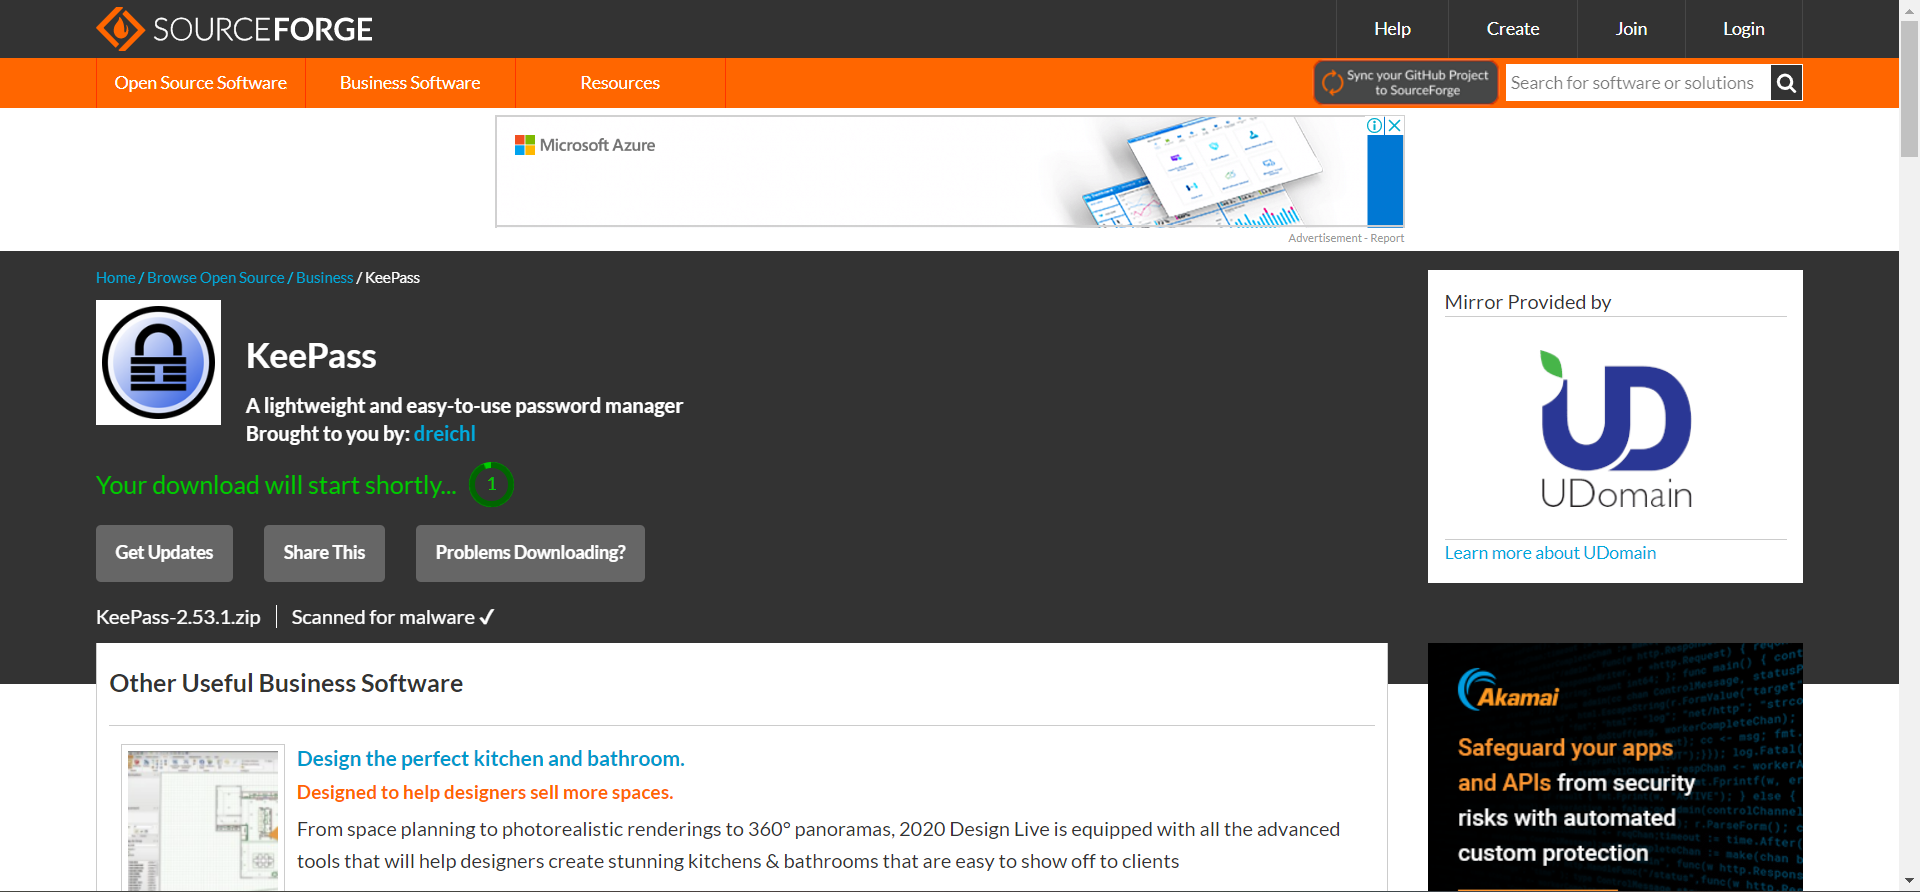 SOURCEFORGE
Help
Create
Join
Login
Open Source Software
Business Software
Resources
Sync your GitHub Project
to SourceForge
Search for software or solutions
Microsoft Azure
Advertisement - Report
Home / Browse Open Source / Business / KeePass
KeePass
A lightweight and easy-to-use password manager
Brought to you by: dreichl
Your download will start shortly... 1
Get Updates
Share This
Problems Downloading?
KeePass-2.53.1.zip
Scanned for malware ✓
Mirror Provided by
UDomain
Learn more about UDomain
Other Useful Business Software
Design the perfect kitchen and bathroom.
Designed to help designers sell more spaces.
From space planning to photorealistic renderings to 360° panoramas, 2020 Design Live is equipped with all the advanced
tools that will help designers create stunning kitchens & bathrooms that are easy to show off to clients
Akamai
Safeguard your apps
and APIs from security
risks with automated
custom protection